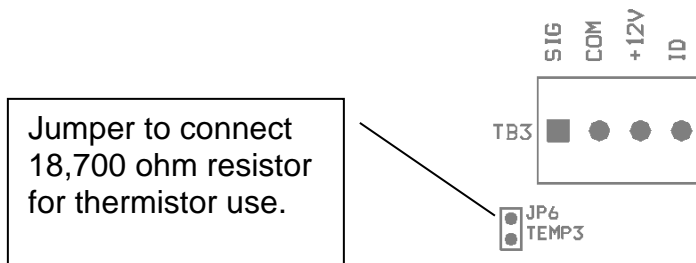 SIG
COM
+12V
ID
TB3
Jumper to connect
18,700 ohm resistor
for thermistor use.
JP6
TEMP3